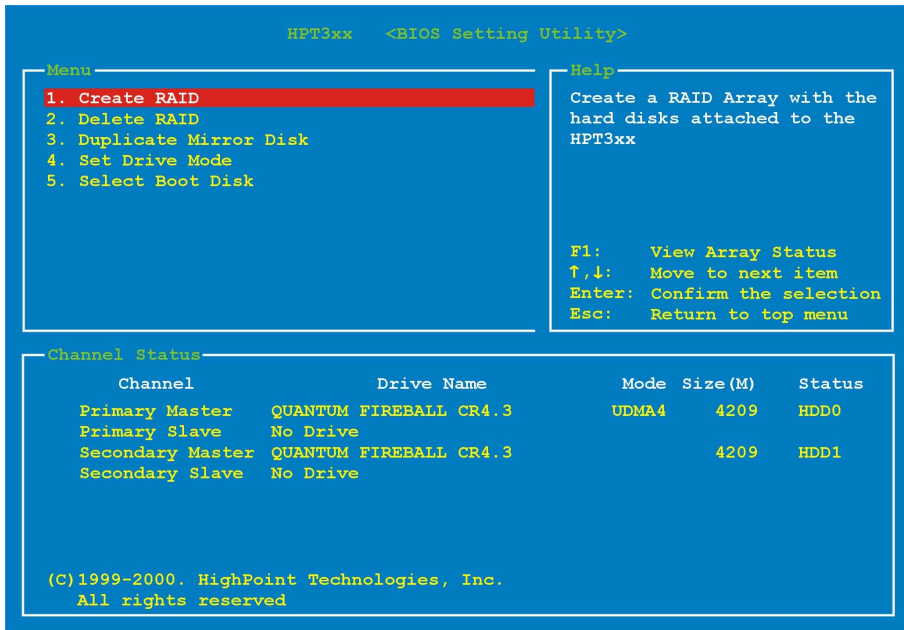 HPT3xx <BIOS Setting Utility>
Menu
1. Create RAID
2. Delete RAID
3. Duplicate Mirror Disk
4. Set Drive Mode
5. Select Boot Disk
Help
Create a RAID Array with the
hard disks attached to the
HPT3xx
F1: View Array Status
↑,↓: Move to next item
Enter: Confirm the selection
Esc: Return to top menu
Channel Status
Channel Drive Name Mode Size(M) Status
Primary Master QUANTUM FIREBALL CR4.3 UDMA4 4209 HDD0
Primary Slave No Drive
Secondary Master QUANTUM FIREBALL CR4.3 4209 HDD1
Secondary Slave No Drive
(C)1999-2000. HighPoint Technologies, Inc.
All rights reserved